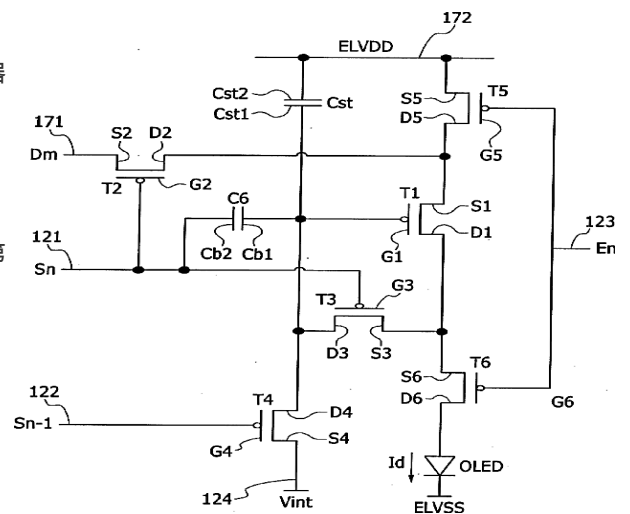 172
ELVDD
Cst2
Cst1
Cst
S5
D5
T5
G5
171
S2
D2
Dm
T2
G2
T1
S1
G1
D1
C6
Cb2
Cb1
121
Sn
123
En
T3
G3
D3
S3
S6
D6
T6
G6
122
Sn-1
T4
D4
G4
S4
124
Vint
Id
OLED
ELVSS